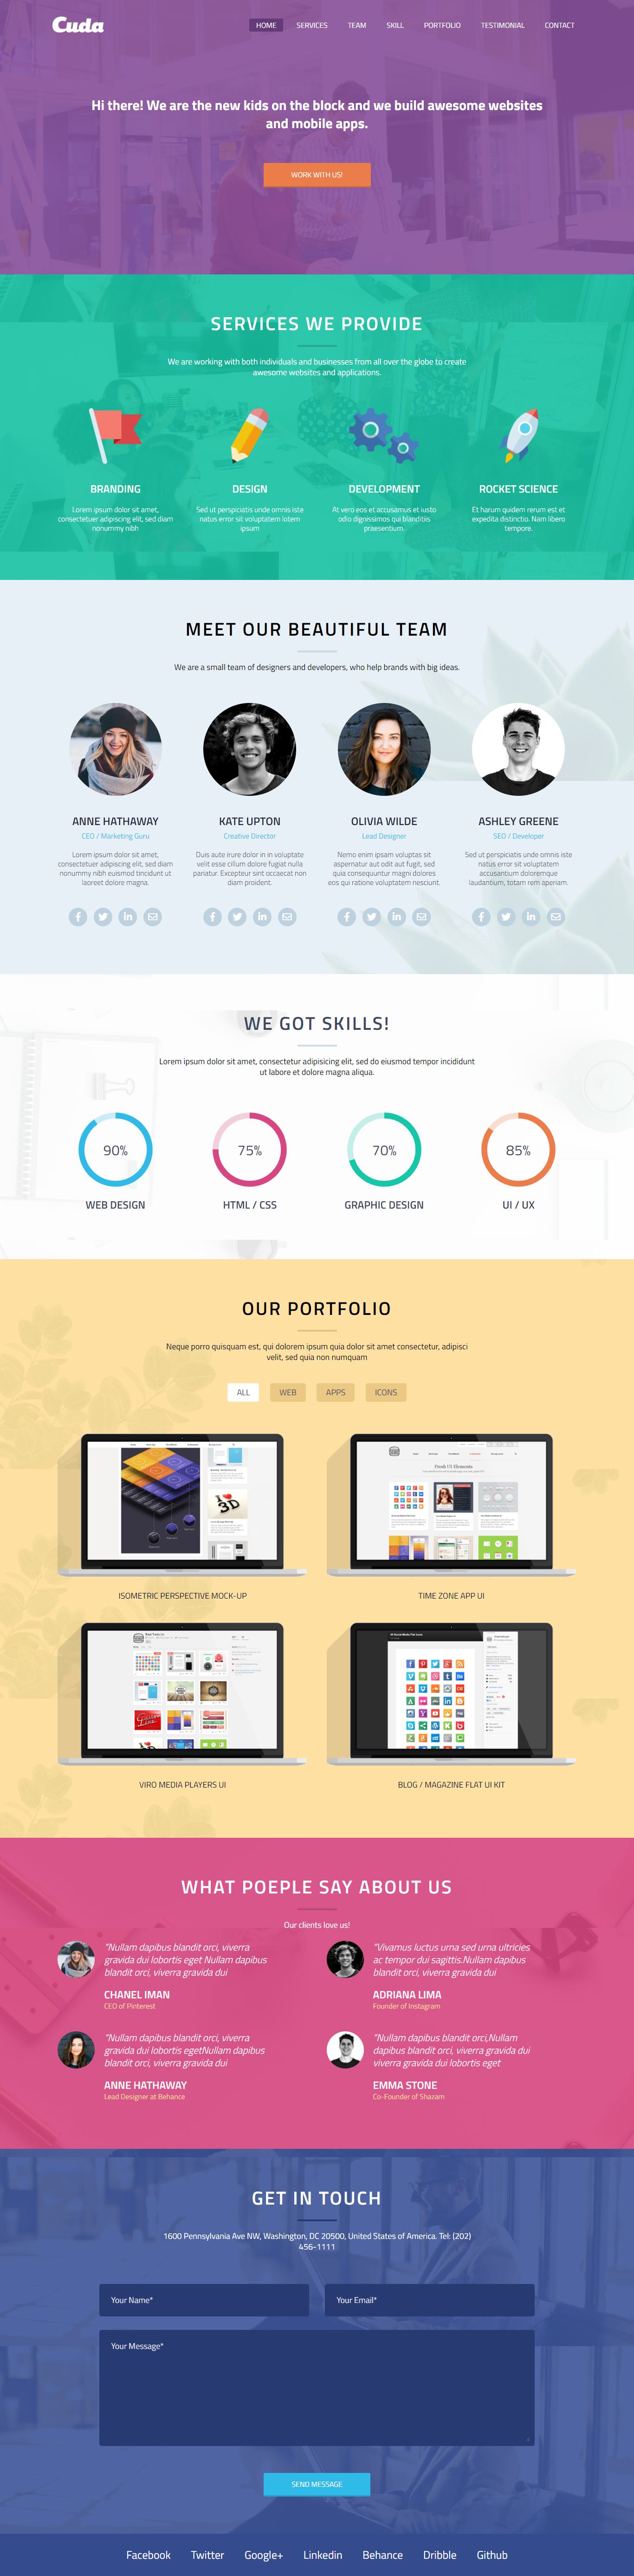 Cuda
HOME SERVICES TEAM SKILL PORTFOLIO TESTIMONIAL CONTACT
Hi there! We are the new kids on the block and we build awesome websites
and mobile apps.
WORK WITH US!
SERVICES WE PROVIDE
We are working with both individuals and businesses from all over the globe to create
awesome websites and applications.
BRANDING
Lorem ipsum dolor sit amet,
consectetuer adipiscing elit, sed diam
nonummy nibh
DESIGN
Sed ut perspiciatis unde omnis iste
natus error sit voluptatem lotem
ipsum
DEVELOPMENT
At vero eos et accusamus et iusto
odio dignissimos qui blanditiis
praesentium.
ROCKET SCIENCE
Et harum quidem rerum est et
expedita distinctio. Nam libero
tempore.
MEET OUR BEAUTIFUL TEAM
We are a small team of designers and developers, who help brands with big ideas.
ANNE HATHAWAY
CEO / Marketing Guru
Lorem ipsum dolor sit amet,
consectetuer adipiscing elit, sed diam
nonummy nibh euismod tincidunt ut
laoreet dolore magna.
KATE UPTON
Creative Director
Duis aute irure dolor in in voluptate
velit esse cillum dolore fugiat nulla
pariatur. Excepteur sint occaecat non
diam proident.
OLIVIA WILDE
Lead Designer
Nemo enim ipsam voluptas sit
aspernatur aut odit aut fugit, sed
quia consequuntur magni dolores
eos qui ratione voluptatem nesciunt.
ASHLEY GREENE
SEO / Developer
Sed ut perspiciatis unde omnis iste
natus error sit voluptatem
accusantium doloremque
laudantium, totam rem aperiam.
WE GOT SKILLS!
Lorem ipsum dolor sit amet, consectetur adipisicing elit, sed do eiusmod tempor incididunt
ut labore et dolore magna aliqua.
90% 75% 70% 85%
WEB DESIGN HTML / CSS GRAPHIC DESIGN UI / UX
OUR PORTFOLIO
Neque porro quisquam est, qui dolorem ipsum quia dolor sit amet consectetur, adipisci
velit, sed quia non numquam
ALL WEB APPS ICONS
I 3D
Fresh UI Elements
ISOMETRIC PERSPECTIVE MOCK-UP
TIME ZONE APP UI
VIRO MEDIA PLAYERS UI
BLOG / MAGAZINE FLAT UI KIT
WHAT POEPLE SAY ABOUT US
Our clients love us!
"Nullam dapibus blandit orci, viverra
gravida dui lobortis eget Nullam dapibus
blandit orci, viverra gravida dui
CHANEL IMAN
CEO of Pinterest
"Vivamus luctus urna sed urna ultricies
ac tempor dui sagittis.Nullam dapibus
blandit orci, viverra gravida dui
ADRIANA LIMA
Founder of Instagram
"Nullam dapibus blandit orci, viverra
gravida dui lobortis egetNullam dapibus
blandit orci, viverra gravida dui
ANNE HATHAWAY
Lead Designer at Behance
"Nullam dapibus blandit orci,Nullam
dapibus blandit orci, viverra gravida dui
viverra gravida dui lobortis eget
EMMA STONE
Co-Founder of Shazam
GET IN TOUCH
1600 Pennsylvania Ave NW, Washington, DC 20500, United States of America. Tel: (202)
456-1111
Your Name* Your Email*
Your Message*
SEND MESSAGE
Facebook Twitter Google+ Linkedin Behance Dribble Github